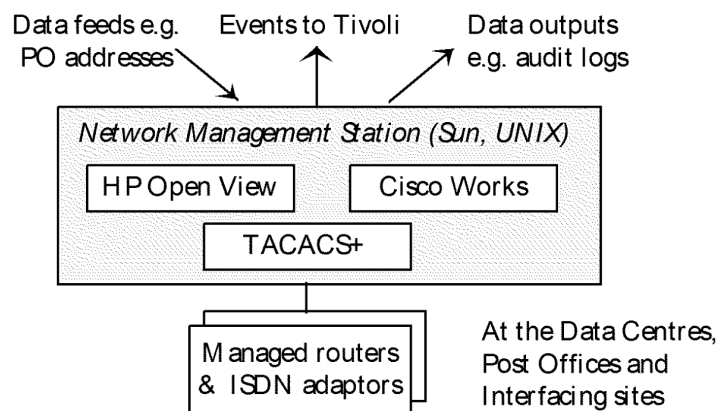 Data feeds e.g.
PO addresses
Events to Tivoli
Data outputs
e.g. audit logs
Network Management Station (Sun, UNIX)
HP Open View
Cisco Works
TACACS+
Managed routers
& ISDN adaptors
At the Data Centres,
Post Offices and
Interfacing sites